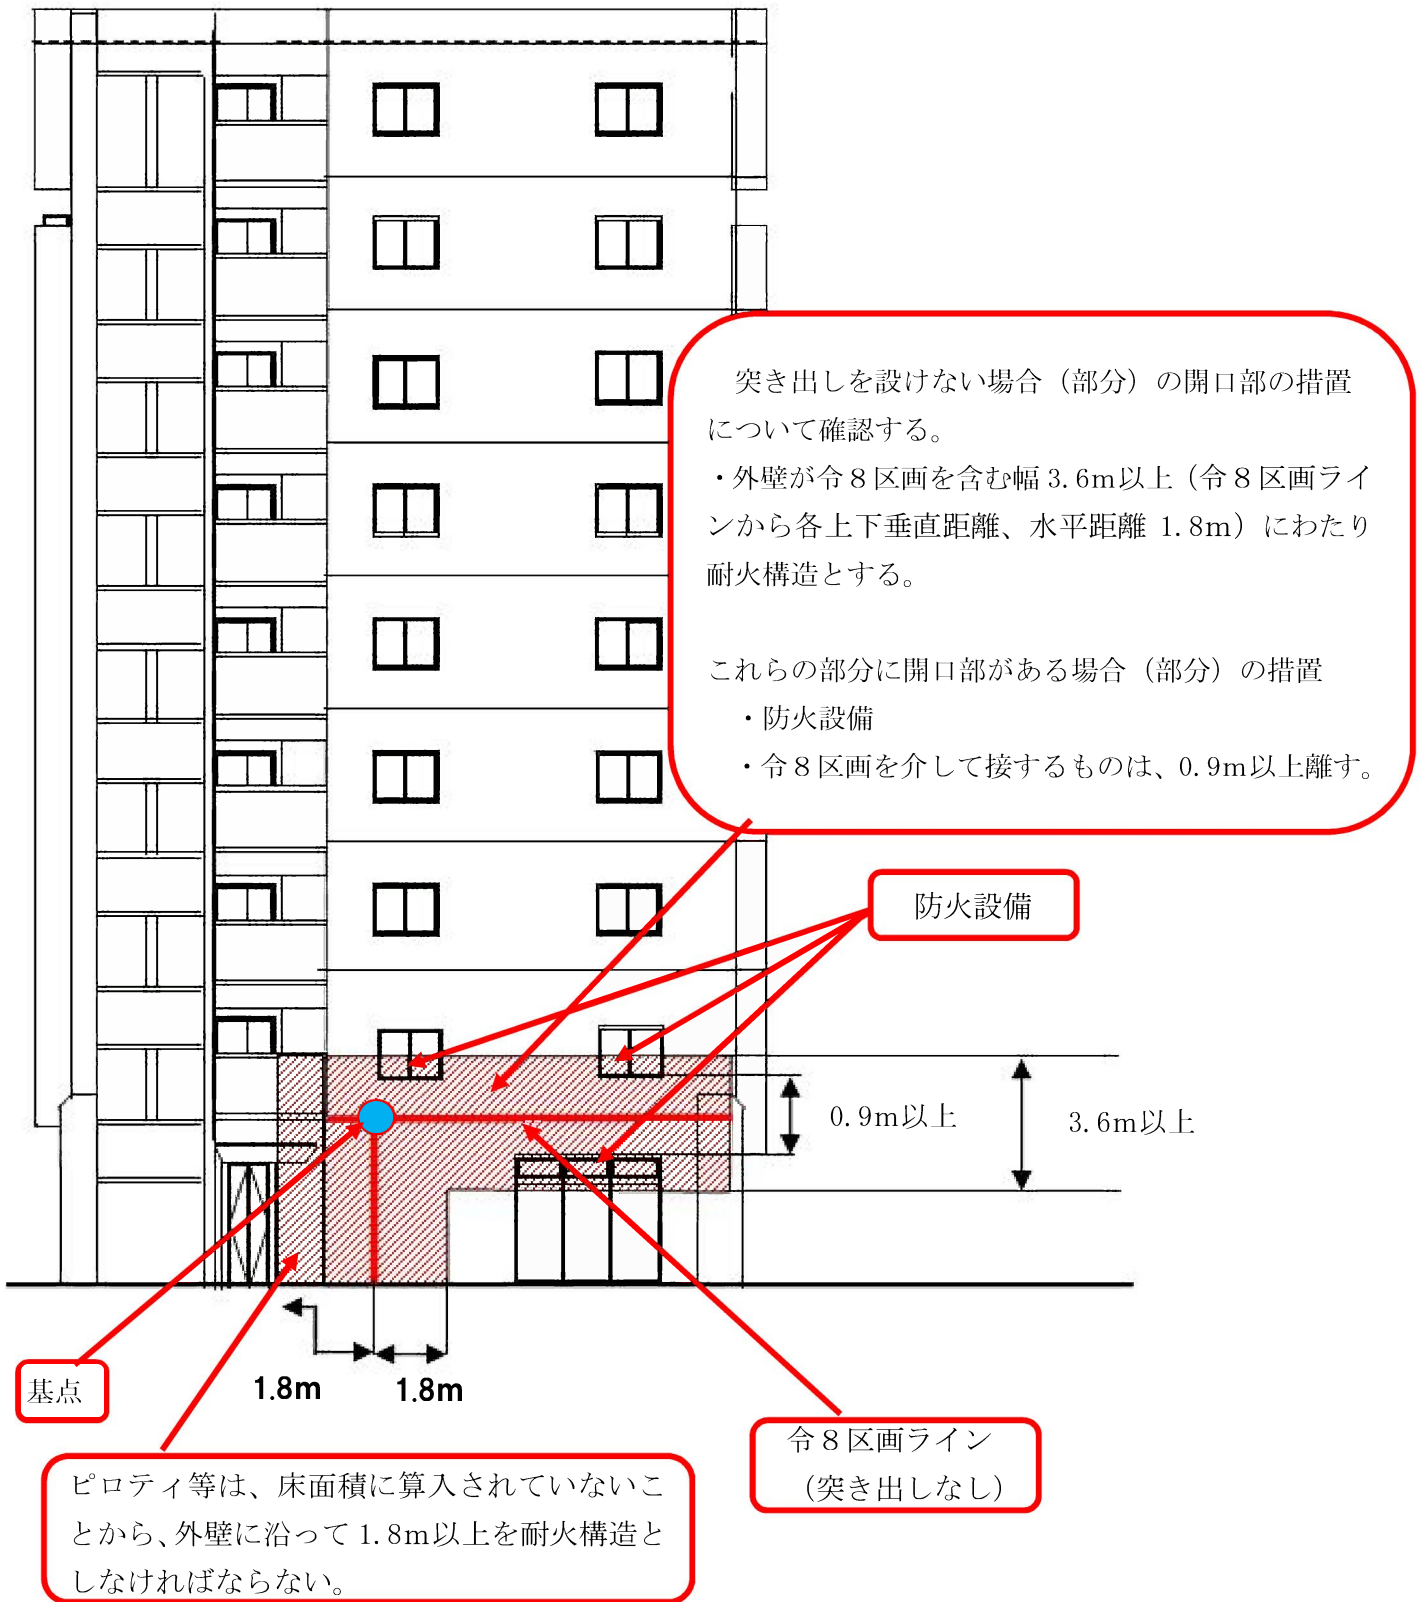 突き出しを設けない場合（部分）の開口部の措置
について確認する。
・外壁が令８区画を含む幅 3.6m以上（令８区画ライ
ンから各上下垂直距離、水平距離 1.8m）にわたり
耐火構造とする。
これらの部分に開口部がある場合（部分）の措置
・防火設備
・令８区画を介して接するものは、0.9m以上離す。
防火設備
0.9m以上
3.6m以上
1.8m
1.8m
基点
令８区画ライン
（突き出しなし）
ピロティ等は、床面積に算入されていないこ
とから、外壁に沿って 1.8m以上を耐火構造と
しなければならない。